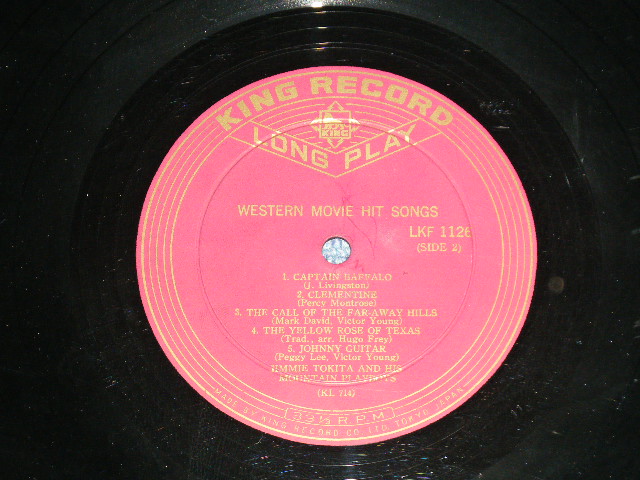 KING RECORD
KING
LONG PLAY
WESTERN MOVIE HIT SONGS
LKF 1126
(SIDE 2)
1. CAPTAIN BAFFALO
(J. Livingston)
2. CLEMENTINE
(Percy Montrose)
3. THE CALL OF THE FAR-AWAY HILLS
(Mark David, Victor Young)
4. THE YELLOW ROSE OF TEXAS
(Trad., arr. Hugo Frey)
5. JOHNNY GUITAR
(Peggy Lee, Victor Young)
JIMMIE TOKITA AND HIS
MOUNTAIN PLAYBOYS
(KL 714)
33⅓ R.P.M.
MADE BY KING RECORD CO. LTD. TOKYO JAPAN